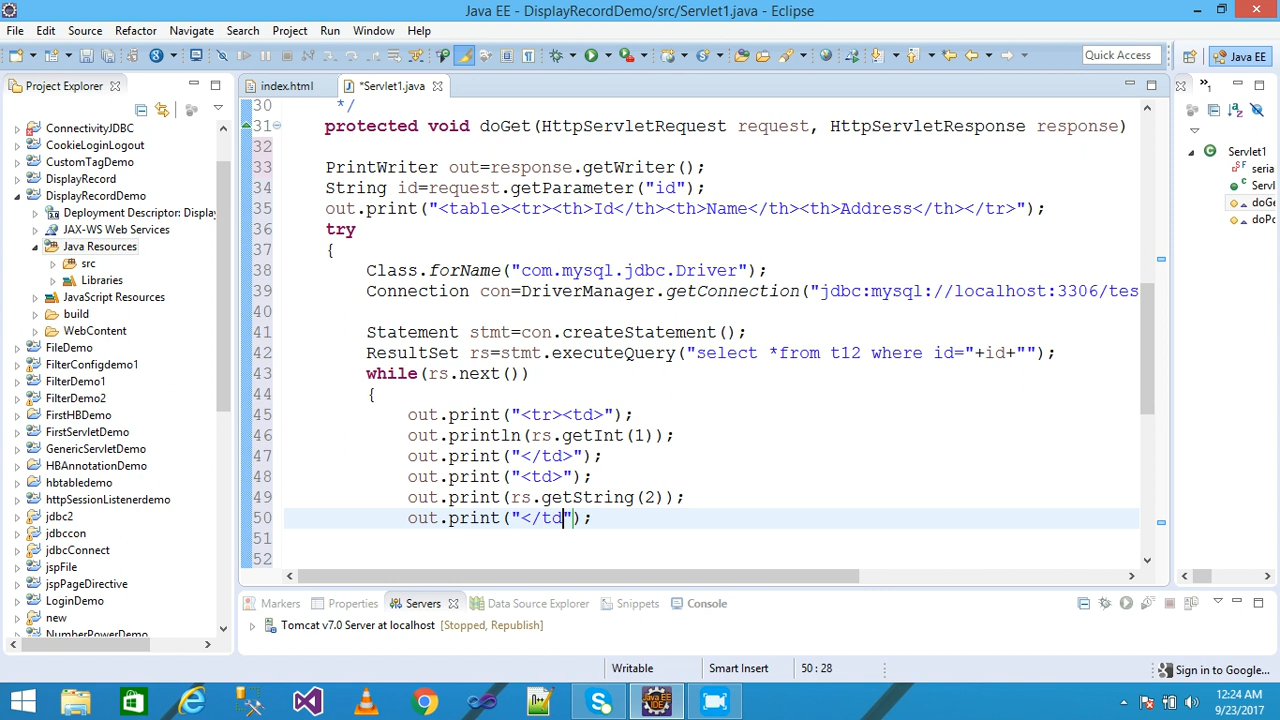 Java EE - DisplayRecordDemo/src/Servlet1.java - Eclipse
File Edit Source Refactor Navigate Search Project Run Window Help
Quick Access
Java EE
Project Explorer
index.html
*Servlet1.java
ConnectivityJDBC
CookieLoginLogout
CustomTagDemo
DisplayRecord
DisplayRecordDemo
Deployment Descriptor: Displa
JAX-WS Web Services
Java Resources
src
Libraries
JavaScript Resources
build
WebContent
FileDemo
FilterConfigdemo1
FilterDemo1
FilterDemo2
FirstHBDemo
FirstServletDemo
GenericServletDemo
HBAnnotationDemo
hbtabledemo
httpSessionListenerdemo
jdbc2
jdbccon
jdbcConnect
jspFile
jspPageDirective
LoginDemo
new
NumberPowerDemo
30 */
31 protected void doGet(HttpServletRequest request, HttpServletResponse response)
32
33 PrintWriter out=response.getWriter();
34 String id=request.getParameter("id");
35 out.print("<table><tr><th>Id</th><th>Name</th><th>Address</th></tr>");
36 try
37 {
38 Class.forName("com.mysql.jdbc.Driver");
39 Connection con=DriverManager.getConnection("jdbc:mysql://localhost:3306/tes
40
41 Statement stmt=con.createStatement();
42 ResultSet rs=stmt.executeQuery("select *from t12 where id="+id+"");
43 while(rs.next())
44 {
45 out.print("<tr><td>");
46 out.println(rs.getInt(1));
47 out.print("</td>");
48 out.print("<td>");
49 out.print(rs.getString(2));
50 out.print("</td");
51
52
Servlet1
seria
Servl
doGe
doPo
Markers Properties Servers Data Source Explorer Snippets Console
Tomcat v7.0 Server at localhost [Stopped, Republish]
Writable Smart Insert 50 : 28
Sign in to Google...
12:24 AM
9/23/2017